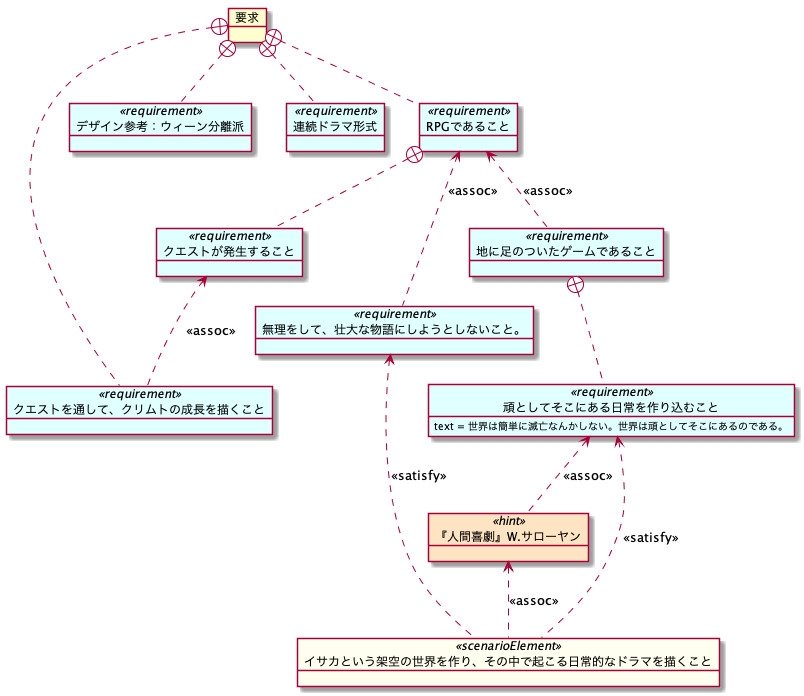 要求
«requirement»
デザイン参考：ウィーン分離派
«requirement»
連続ドラマ形式
«requirement»
RPGであること
«assoc»
«assoc»
«requirement»
クエストが発生すること
«requirement»
地に足のついたゲームであること
«assoc»
«requirement»
無理をして、壮大な物語にしようとしないこと。
«requirement»
クエストを通して、クリムトの成長を描くこと
«requirement»
頑としてそこにある日常を作り込むこと
text = 世界は簡単に滅亡なんかしない。世界は頑としてそこにあるのである。
«satisfy»
«assoc»
«hint»
『人間喜劇』W.サローヤン
«satisfy»
«assoc»
«scenarioElement»
イサカという架空の世界を作り、その中で起こる日常的なドラマを描くこと